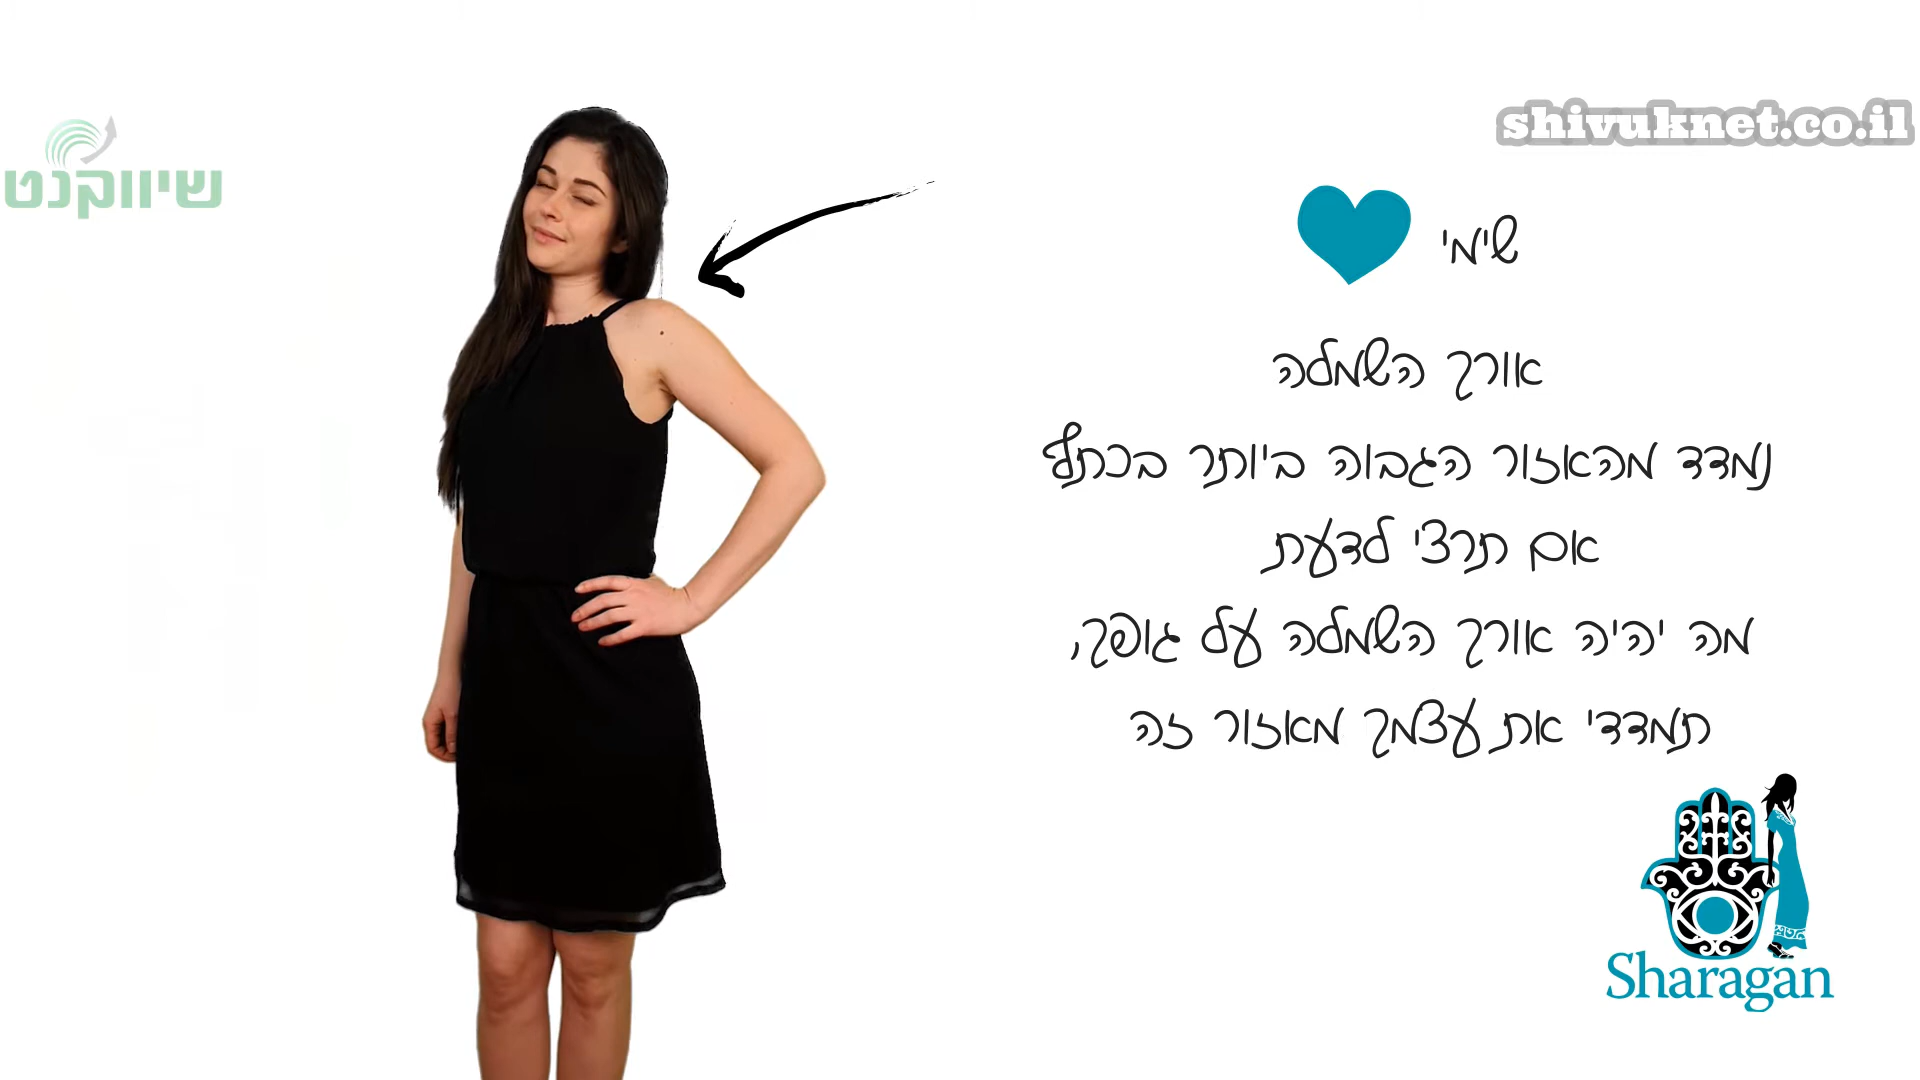 שיווקנט
shivuknet.co.il
שימי
אורך השמלה
נמדד מהאזור הגבוה ביותר בכתף
אם תרצי לדעת
מה יהיה אורך השמלה על גופך,
תמדדי את עצמך מאזור זה
Sharagan